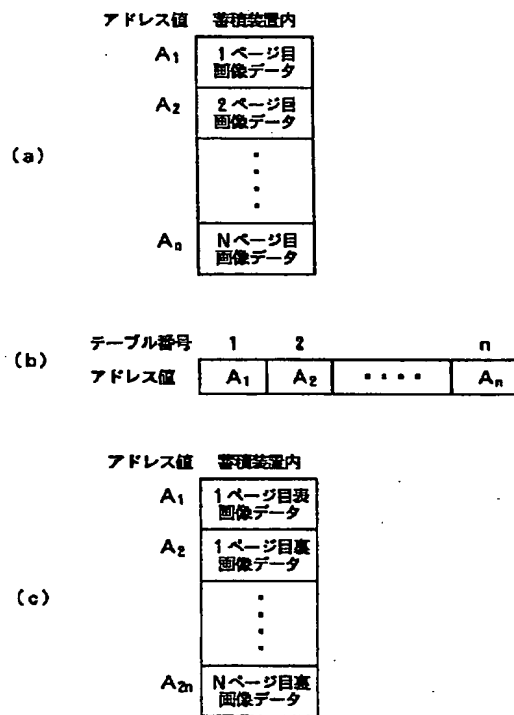 アドレス値 蓄積装置内
A1 1ページ目
画像データ
A2 2ページ目
画像データ
(a)
An Nページ目
画像データ
テーブル番号 1 2 n
(b)
アドレス値 A1 A2 ・・・・ An
アドレス値 蓄積装置内
A1 1ページ目表
画像データ
A2 1ページ目裏
画像データ
(c)
A2n Nページ目裏
画像データ